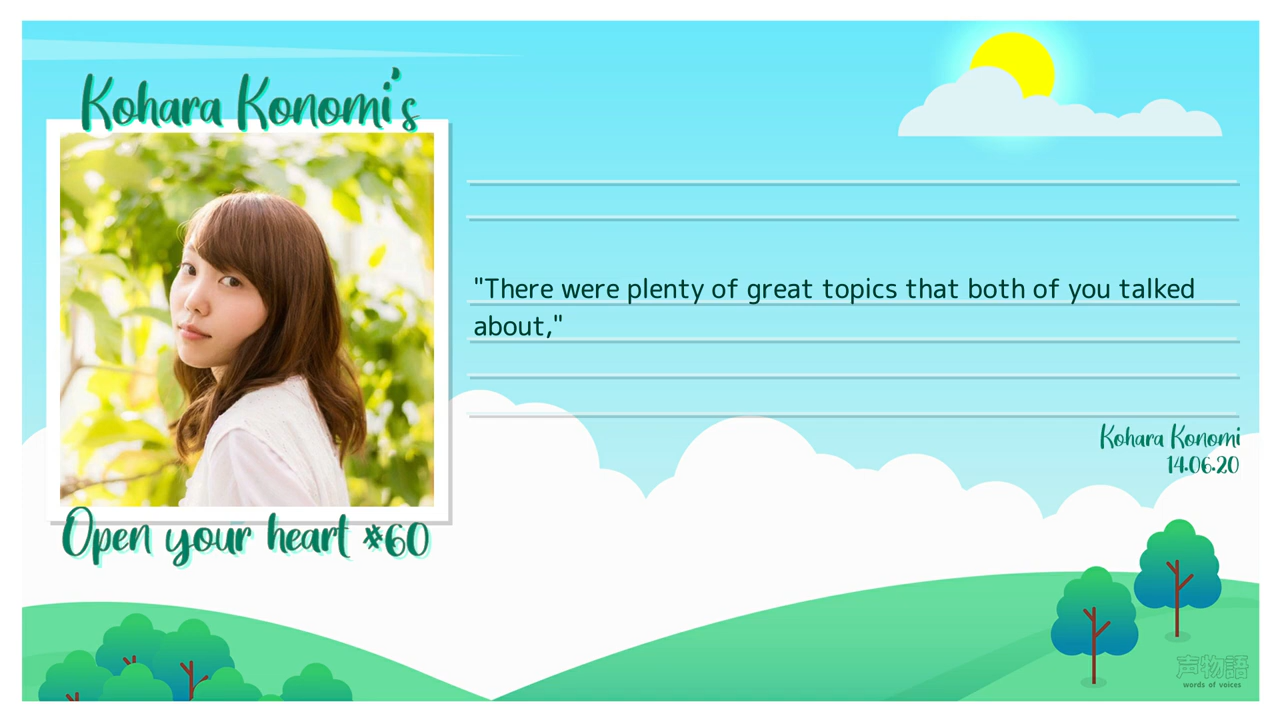 Kohara Konomi's
"There were plenty of great topics that both of you talked
about,"
Kohara Konomi
14.06.20
Open your heart #60
声物語
words of voices